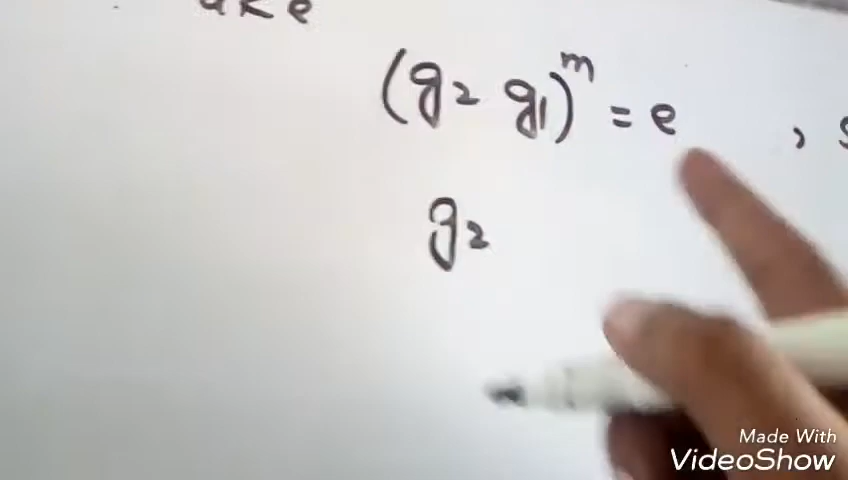 (g₂ g₁)ᵐ = e ,
g₂
Made With
VideoShow